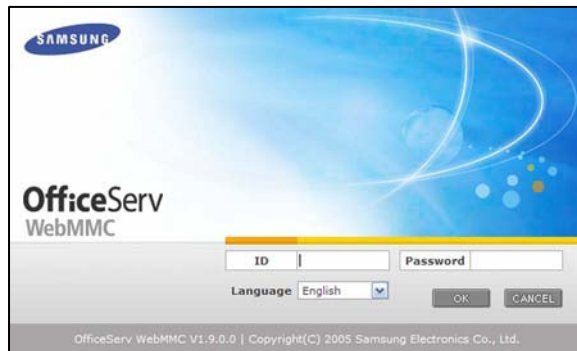 SAMSUNG
OfficeServ
WebMMC
ID
Password
Language English
OK CANCEL
OfficeServ WebMMC V1.9.0.0 | Copyright(C) 2005 Samsung Electronics Co., Ltd.